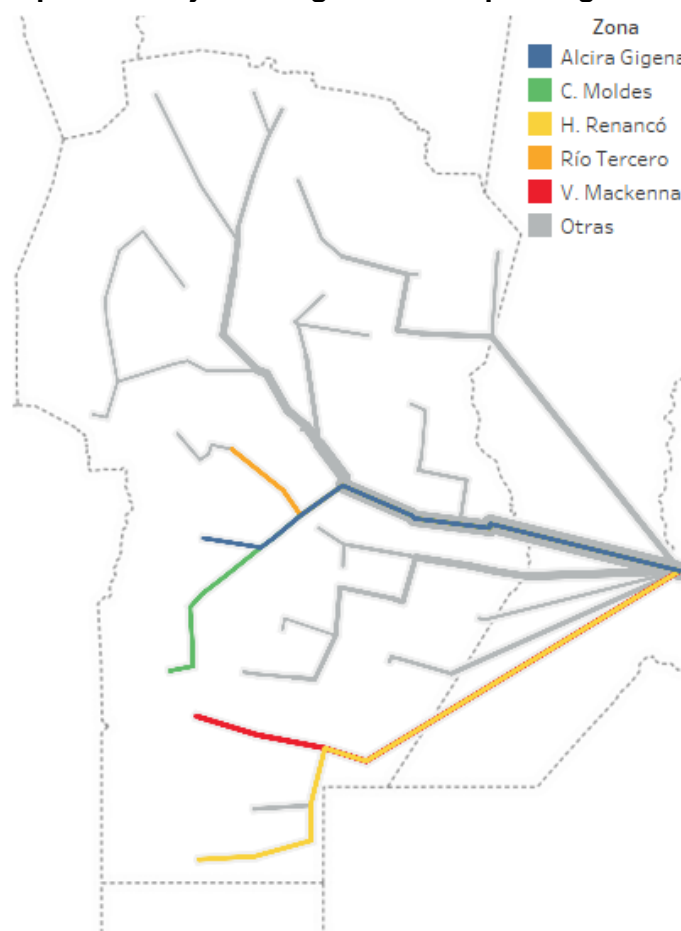 Zona
Alcira Gigena
C. Moldes
H. Renancó
Río Tercero
V. Mackenna
Otras